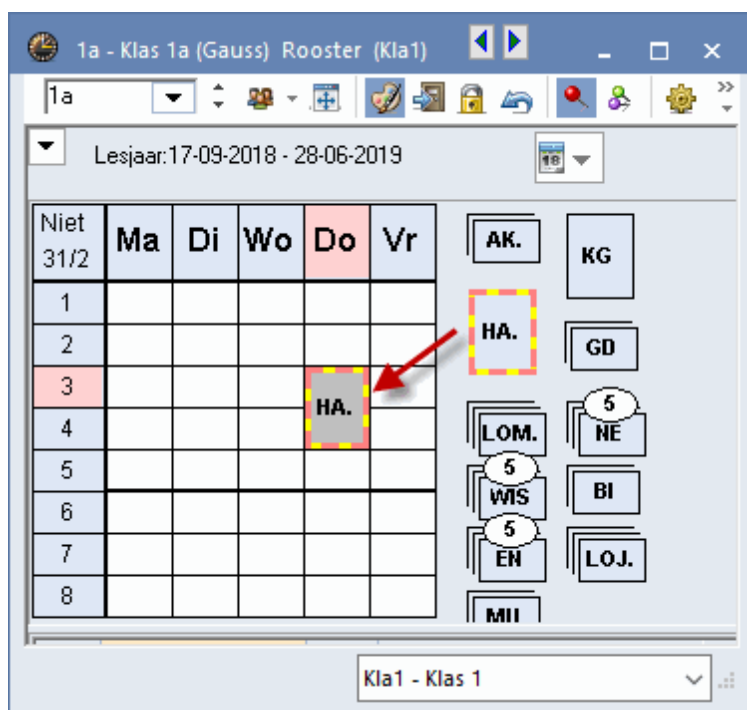 1a - Klas 1a (Gauss) Rooster (Kla1)
1a
Lesjaar:17-09-2018 - 28-06-2019
18
Niet 31/2 Ma Di Wo Do Vr
1
2
3
4
5
6
7
8
HA.
AK.
KG
HA.
GD
LOM.
5
NE
5
WIS
BI
5
EN
LOJ.
MU
Kla1 - Klas 1